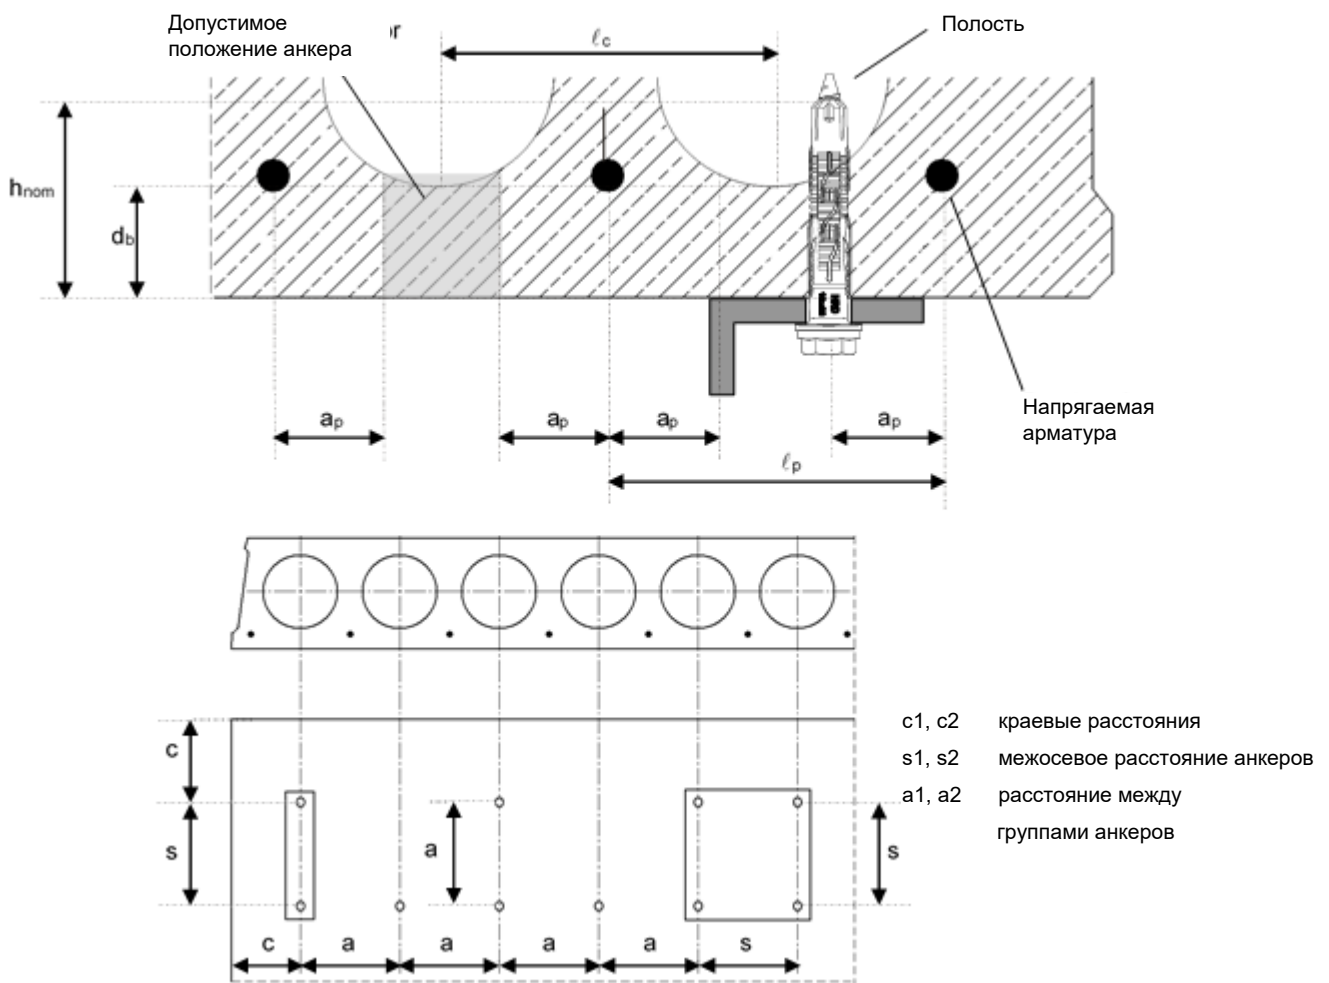 Допустимое
положение анкера
or
ℓc
Полость
hnom
db
Напрягаемая
арматура
ap
ap
ap
ap
ℓp
c
s
a
s
c
a
a
a
a
s
c1, c2 краевые расстояния
s1, s2 межосевое расстояние анкеров
a1, a2 расстояние между
группами анкеров